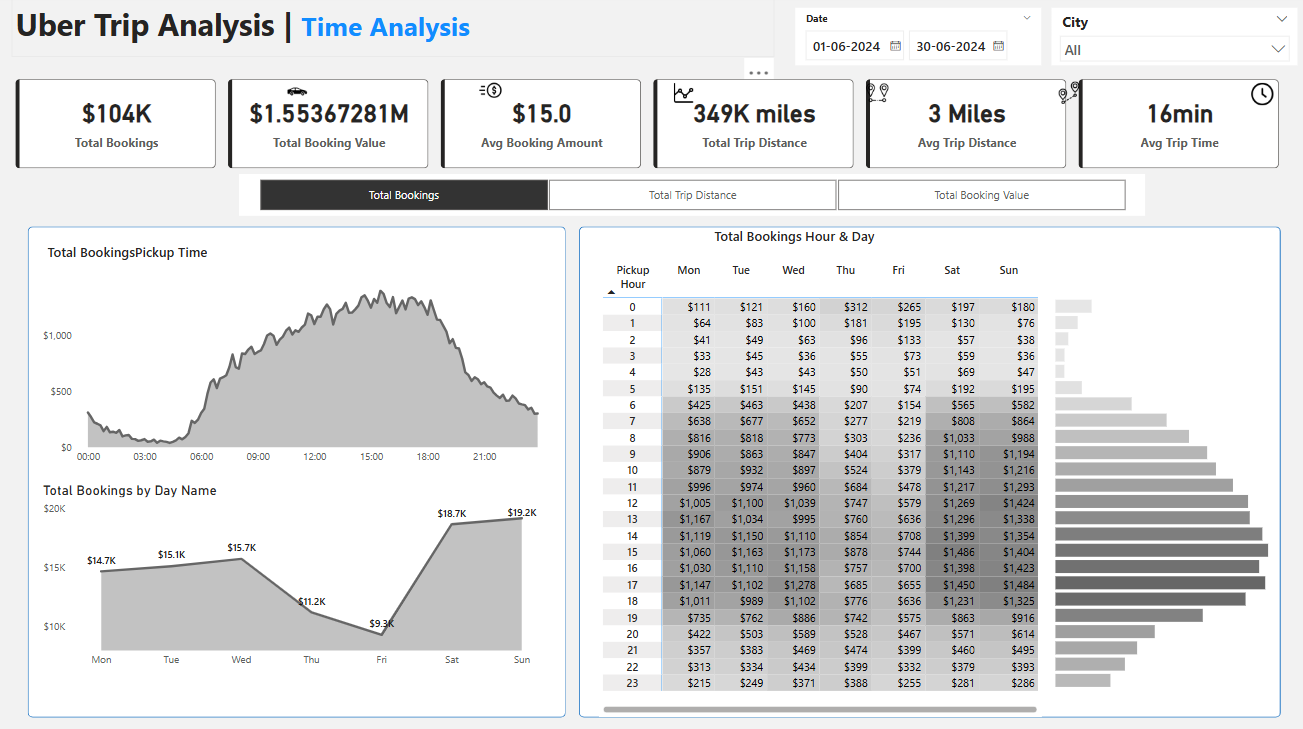 Uber Trip Analysis | Time Analysis
Date
01-06-2024 30-06-2024
City
All
$104K
Total Bookings
$1.55367281M
Total Booking Value
$15.0
Avg Booking Amount
349K miles
Total Trip Distance
3 Miles
Avg Trip Distance
16min
Avg Trip Time
Total Bookings Total Trip Distance Total Booking Value
Total BookingsPickup Time
$1,000
$500
$0
00:00 03:00 06:00 09:00 12:00 15:00 18:00 21:00
Total Bookings by Day Name
$20K
$15K
$10K
$14.7K $15.1K $15.7K $11.2K $9.3K $18.7K $19.2K
Mon Tue Wed Thu Fri Sat Sun
Total Bookings Hour & Day
Pickup Hour Mon Tue Wed Thu Fri Sat Sun
0 $111 $121 $160 $312 $265 $197 $180
1 $64 $83 $100 $181 $195 $130 $76
2 $41 $49 $63 $96 $133 $57 $38
3 $33 $45 $36 $55 $73 $59 $36
4 $28 $43 $43 $50 $51 $69 $47
5 $135 $151 $145 $90 $74 $192 $195
6 $425 $463 $438 $207 $154 $565 $582
7 $638 $677 $652 $277 $219 $808 $864
8 $816 $818 $773 $303 $236 $1,033 $988
9 $906 $863 $847 $404 $317 $1,110 $1,194
10 $879 $932 $897 $524 $379 $1,143 $1,216
11 $996 $974 $960 $684 $478 $1,217 $1,293
12 $1,005 $1,100 $1,039 $747 $579 $1,269 $1,424
13 $1,167 $1,034 $995 $760 $636 $1,296 $1,338
14 $1,119 $1,150 $1,110 $854 $708 $1,399 $1,354
15 $1,060 $1,163 $1,173 $878 $744 $1,486 $1,404
16 $1,030 $1,110 $1,158 $757 $700 $1,398 $1,423
17 $1,147 $1,102 $1,278 $685 $655 $1,450 $1,484
18 $1,011 $989 $1,102 $776 $636 $1,231 $1,325
19 $735 $762 $886 $742 $575 $863 $916
20 $422 $503 $589 $528 $467 $571 $614
21 $357 $383 $469 $474 $399 $460 $495
22 $313 $334 $434 $399 $332 $379 $393
23 $215 $249 $371 $388 $255 $281 $286